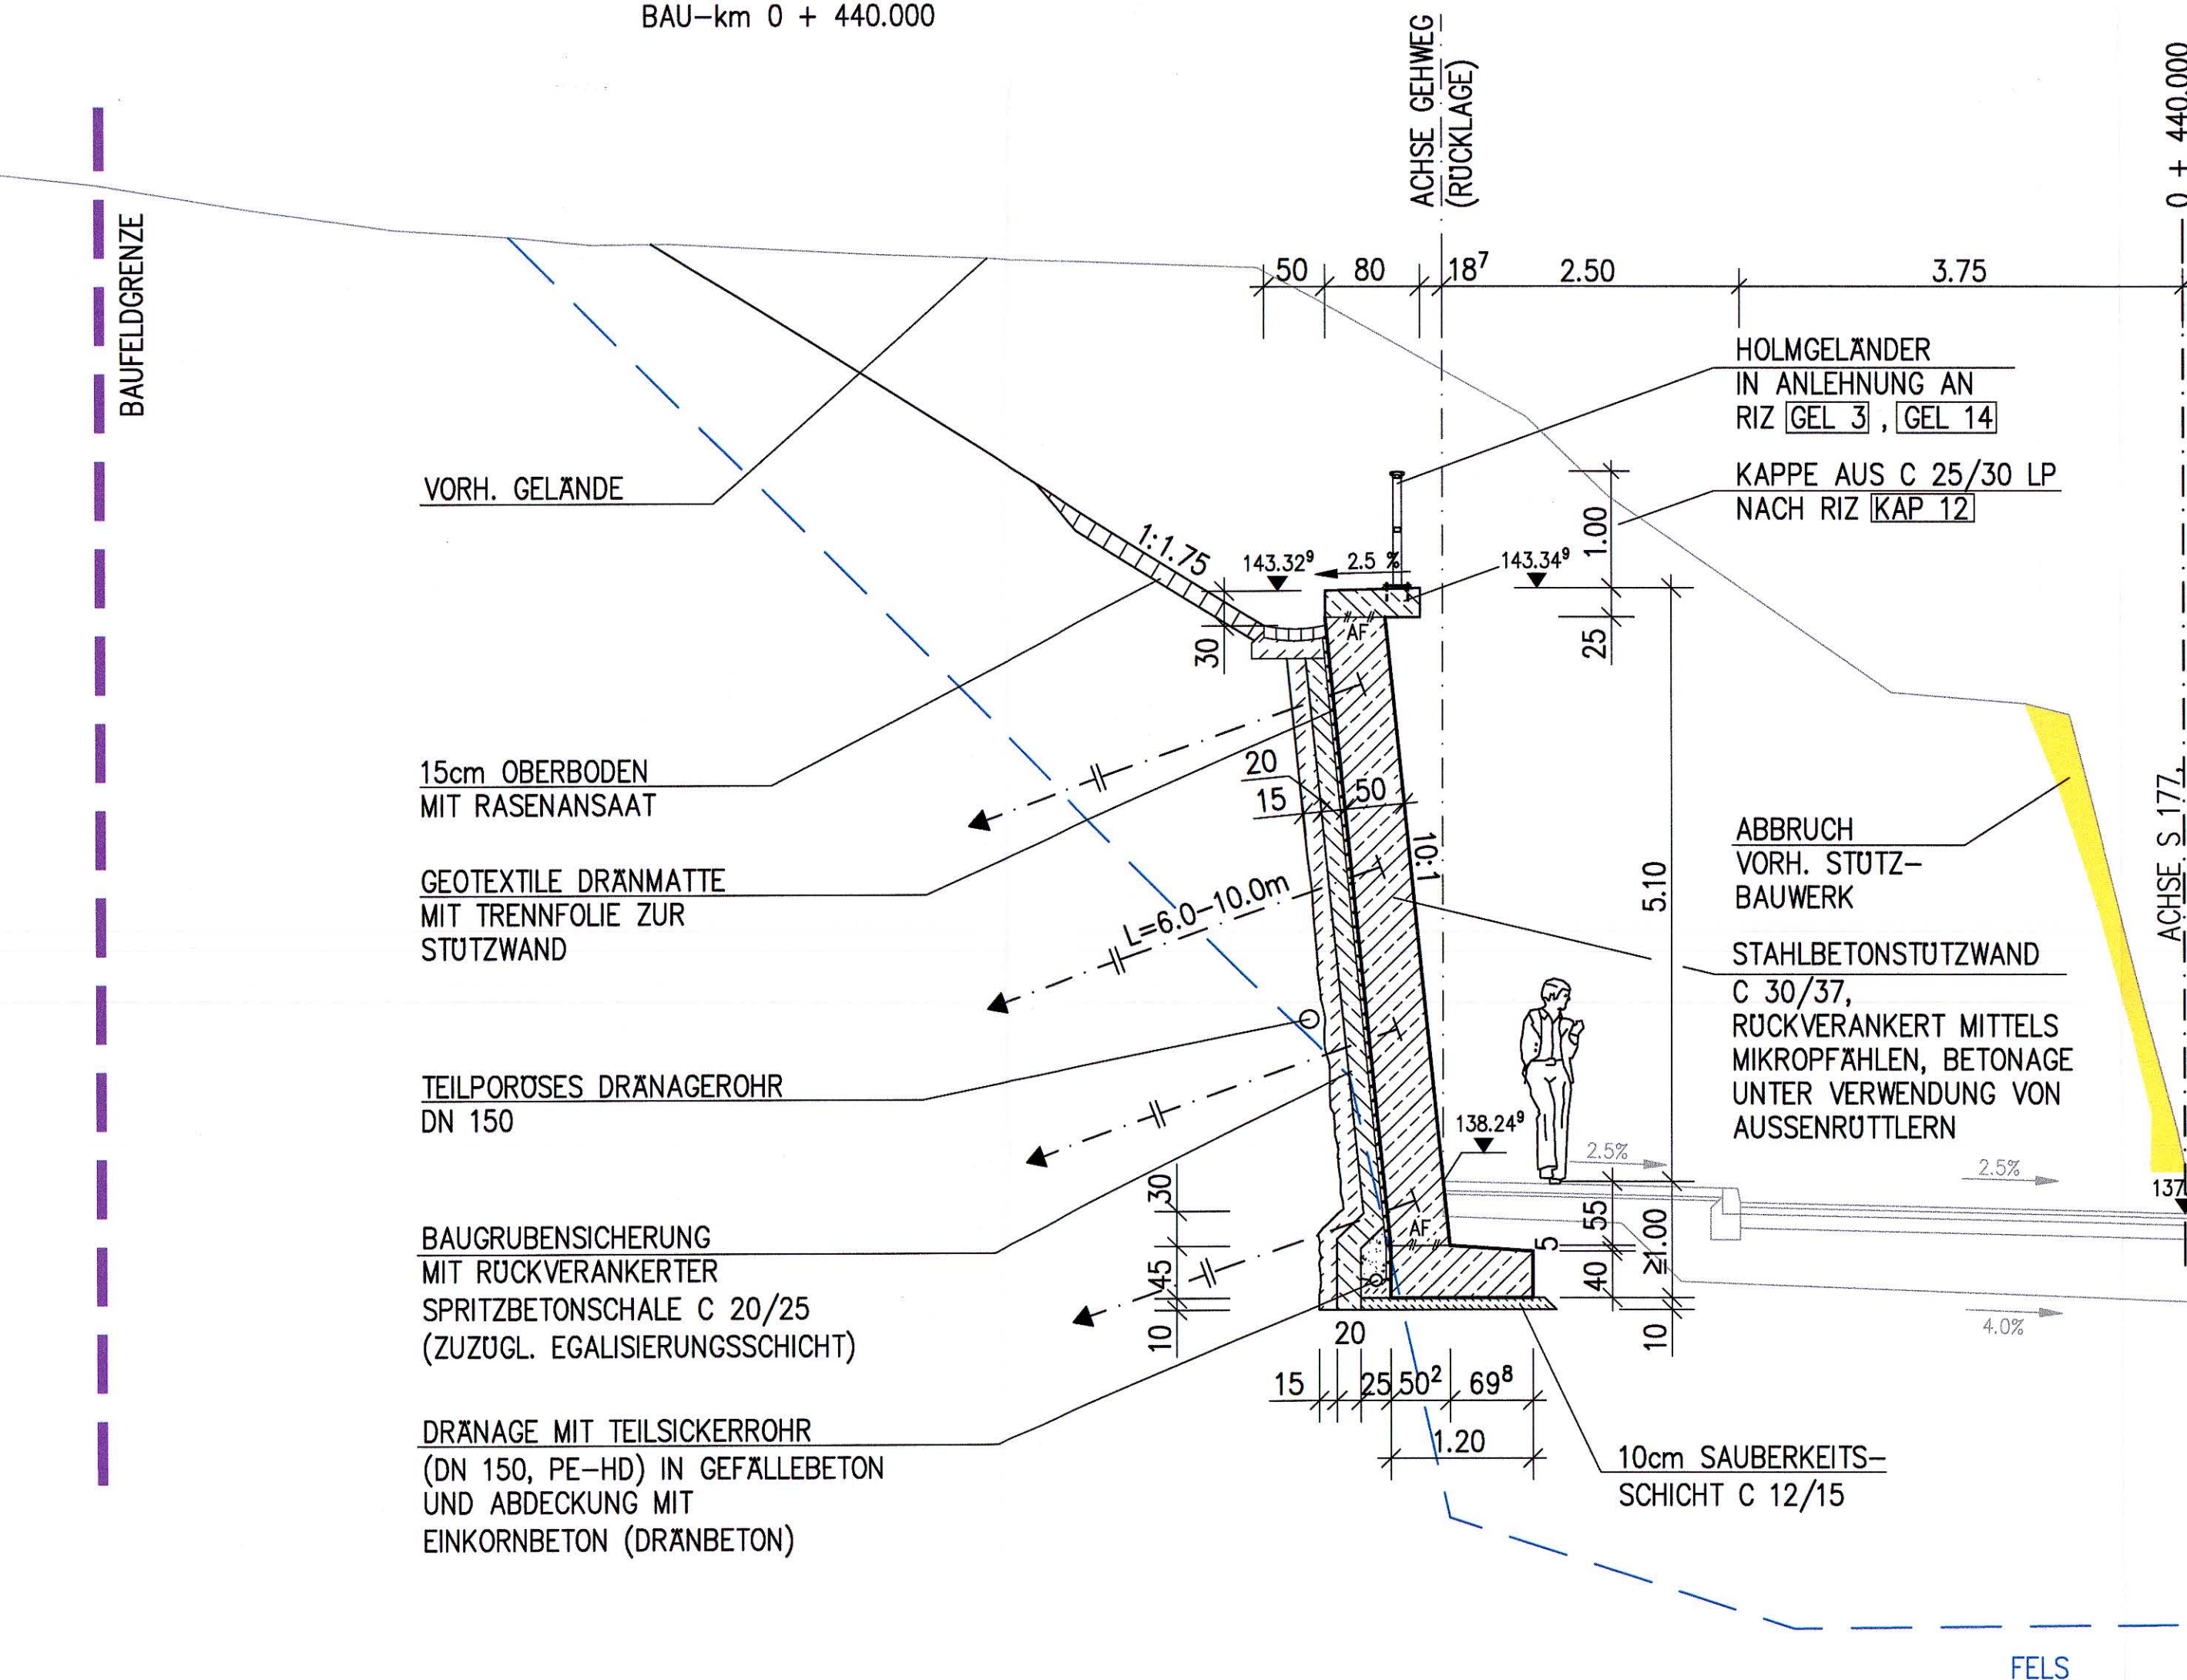 BAU-km 0 + 440.000
ACHSE GEHWEG
(RÜCKLAGE)
0 + 440.000
ACHSE S 177,
BAUFELDGRENZE
50 80 18⁷ 2.50 3.75
HOLMGELÄNDER
IN ANLEHNUNG AN
RIZ GEL 3 , GEL 14
KAPPE AUS C 25/30 LP
NACH RIZ KAP 12
VORH. GELÄNDE
1:1.75
143.32⁹
2.5 %
143.34⁹
1.00
25
30
AF
15cm OBERBODEN
MIT RASENANSAAT
20
15
50
10:1
5.10
GEOTEXTILE DRÄNMATTE
MIT TRENNFOLIE ZUR
STÜTZWAND
L=6.0-10.0m
ABBRUCH
VORH. STÜTZ-
BAUWERK
STAHLBETONSTÜTZWAND
C 30/37,
RÜCKVERANKERT MITTELS
MIKROPFÄHLEN, BETONAGE
UNTER VERWENDUNG VON
AUSSENRÜTTLERN
TEILPORÖSES DRÄNAGEROHR
DN 150
138.24⁹
2.5%
2.5%
137
BAUGRUBENSICHERUNG
MIT RÜCKVERANKERTER
SPRITZBETONSCHALE C 20/25
(ZUZÜGL. EGALISIERUNGSSCHICHT)
30
45
10
AF
5
55
40
≥1.00
10
4.0%
20
15 25 50² 69⁸
1.20
DRÄNAGE MIT TEILSICKERROHR
(DN 150, PE-HD) IN GEFÄLLEBETON
UND ABDECKUNG MIT
EINKORNBETON (DRÄNBETON)
10cm SAUBERKEITS-
SCHICHT C 12/15
FELS